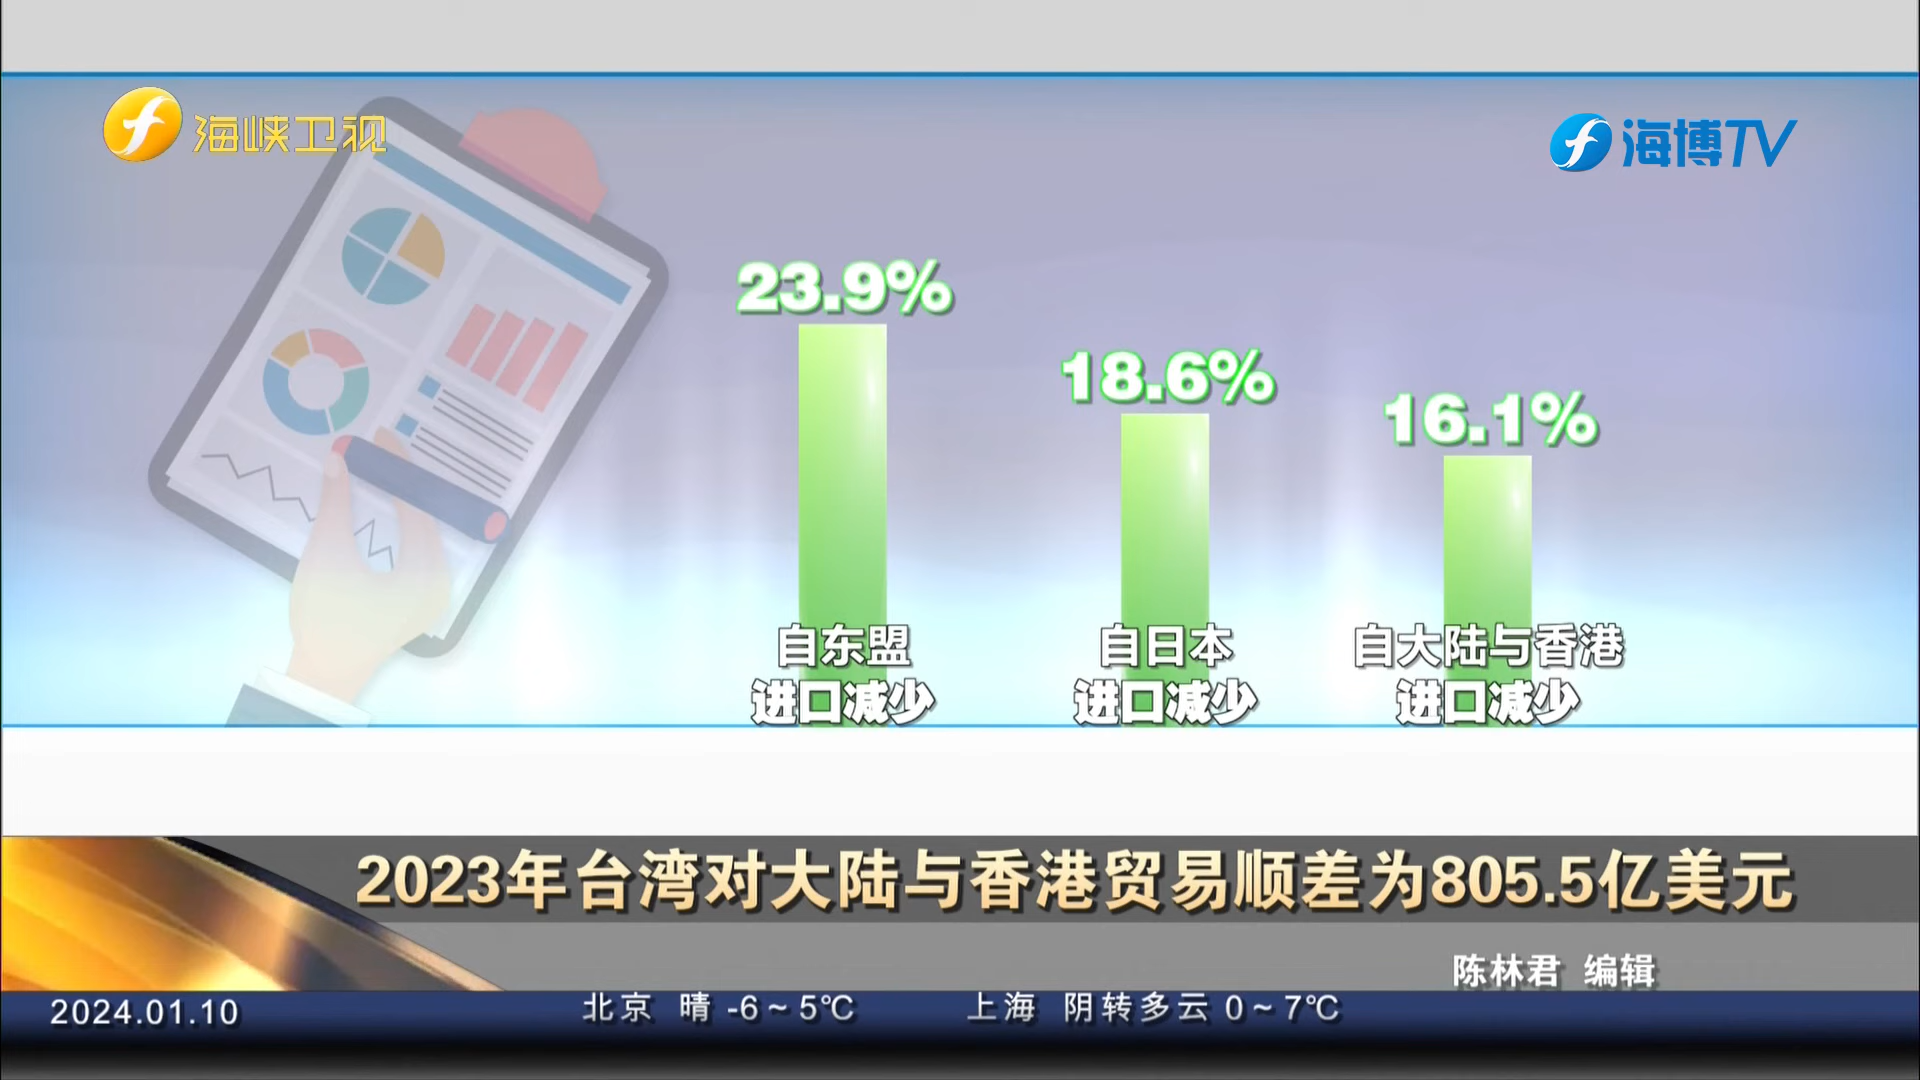 海峡卫视
海博TV
23.9%
18.6%
16.1%
自东盟
进口减少
自日本
进口减少
自大陆与香港
进口减少
2023年台湾对大陆与香港贸易顺差为805.5亿美元
陈林君 编辑
2024.01.10
北京 晴 -6~5℃
上海 阴转多云 0~7℃